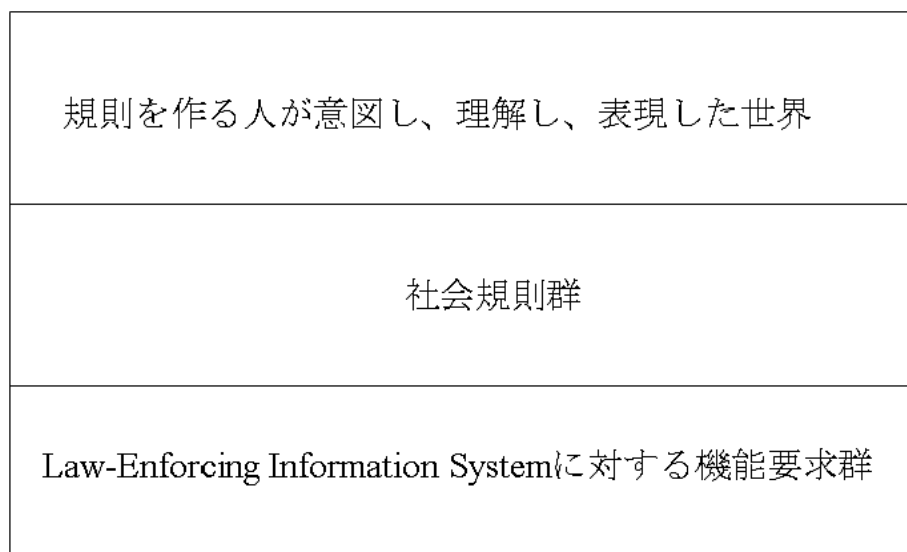 規則を作る人が意図し、理解し、表現した世界
社会規則群
Law-Enforcing Information Systemに対する機能要求群